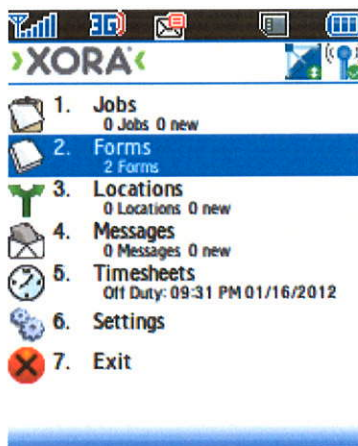 3G
›XORA‹
1. Jobs
0 Jobs 0 new
2. Forms
2 Forms
3. Locations
0 Locations 0 new
4. Messages
0 Messages 0 new
5. Timesheets
Off Duty: 09:31 PM 01/16/2012
6. Settings
7. Exit